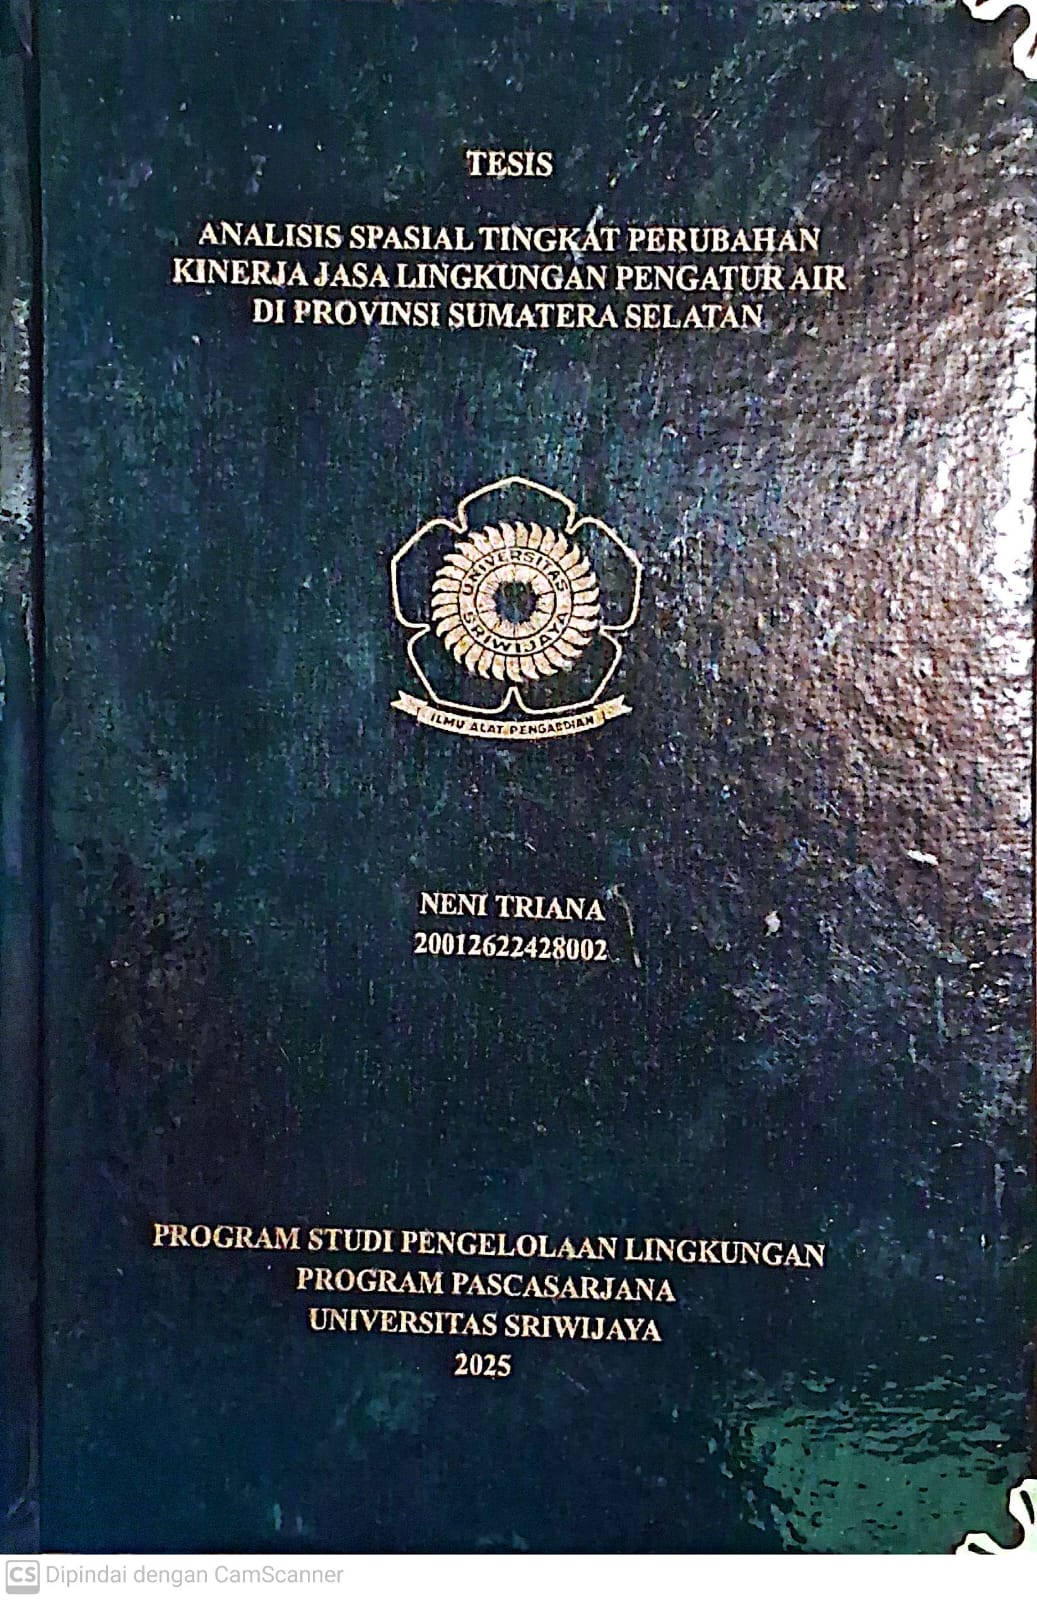 TESIS
ANALISIS SPASIAL TINGKAT PERUBAHAN
KINERJA JASA LINGKUNGAN PENGATUR AIR
DI PROVINSI SUMATERA SELATAN
UNIVERSITAS
SRIWIJAYA
ILMU ALAT PENGABDIAN
NENI TRIANA
20012622428002
PROGRAM STUDI PENGELOLAAN LINGKUNGAN
PROGRAM PASCASARJANA
UNIVERSITAS SRIWIJAYA
2025
CS Dipindai dengan CamScanner